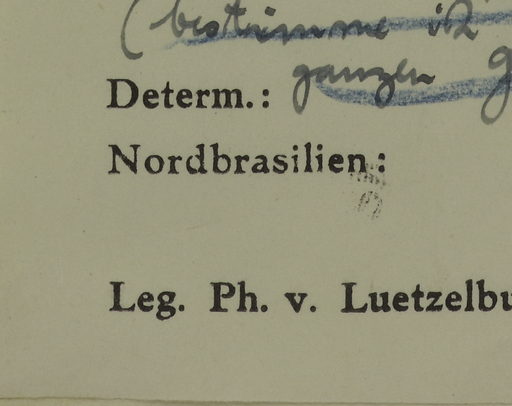 (bestimme ich
ganzen
Determ.:
Nordbrasilien:
Leg. Ph. v. Luetzelbu